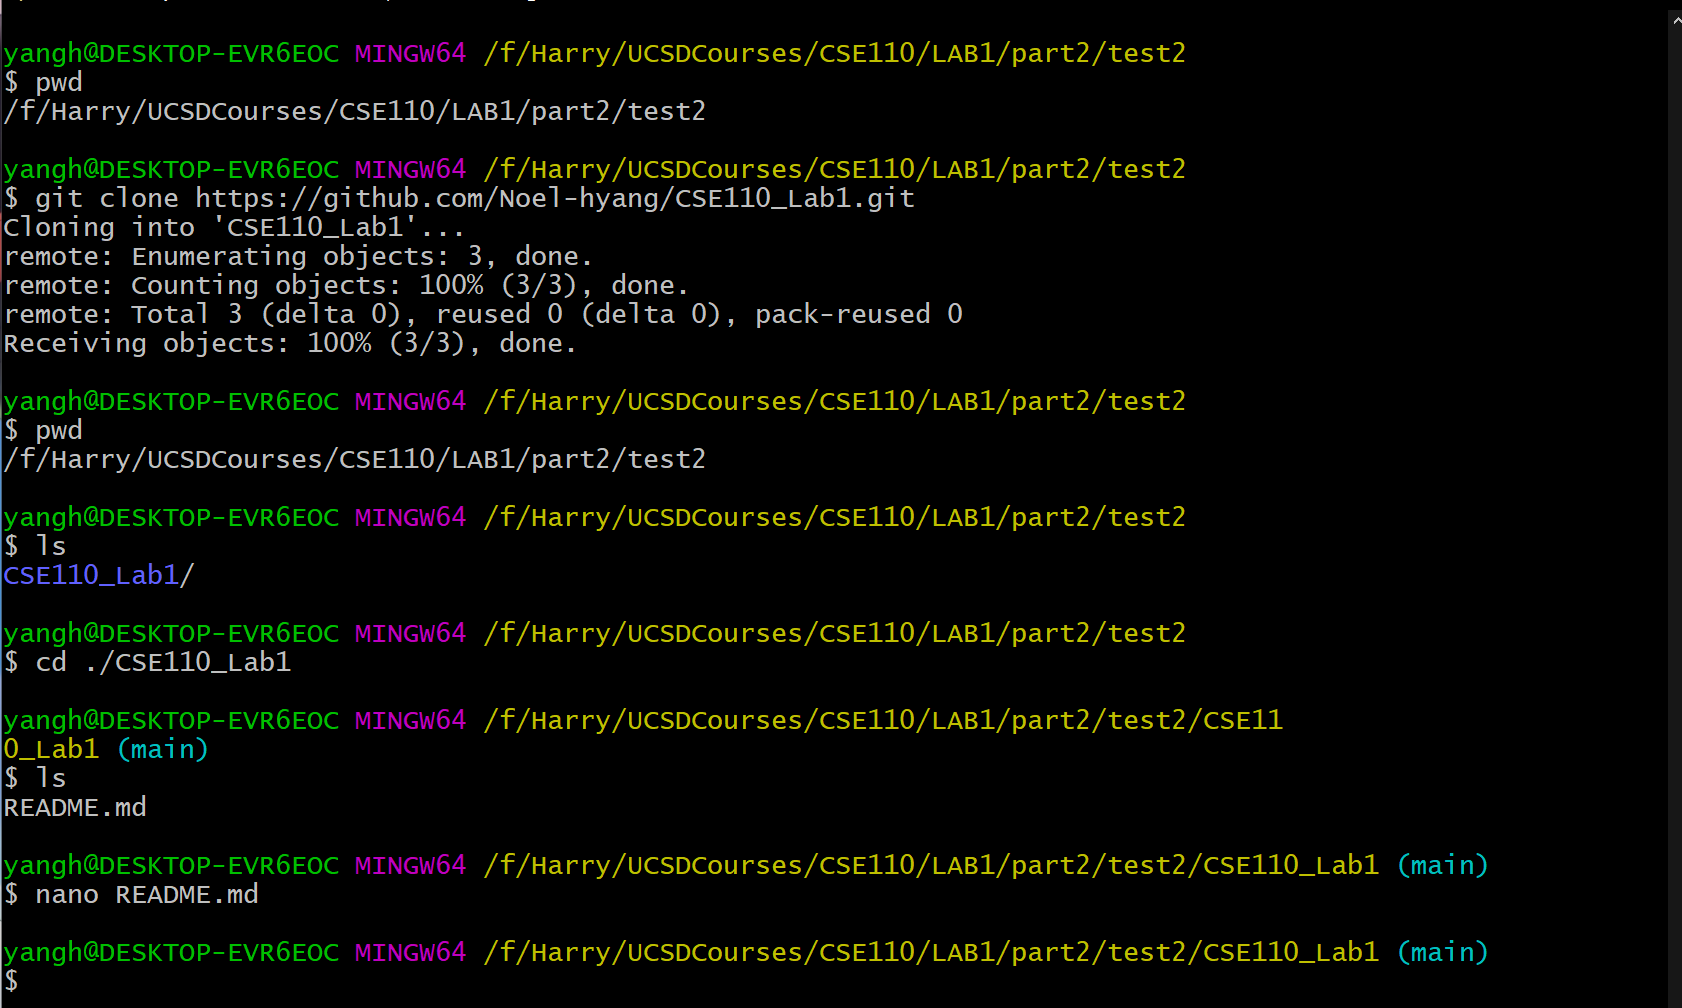 yangh@DESKTOP-EVR6EOC MINGW64 /f/Harry/UCSDCourses/CSE110/LAB1/part2/test2
$ pwd
/f/Harry/UCSDCourses/CSE110/LAB1/part2/test2
yangh@DESKTOP-EVR6EOC MINGW64 /f/Harry/UCSDCourses/CSE110/LAB1/part2/test2
$ git clone https://github.com/Noel-hyang/CSE110_Lab1.git
Cloning into 'CSE110_Lab1'...
remote: Enumerating objects: 3, done.
remote: Counting objects: 100% (3/3), done.
remote: Total 3 (delta 0), reused 0 (delta 0), pack-reused 0
Receiving objects: 100% (3/3), done.
yangh@DESKTOP-EVR6EOC MINGW64 /f/Harry/UCSDCourses/CSE110/LAB1/part2/test2
$ pwd
/f/Harry/UCSDCourses/CSE110/LAB1/part2/test2
yangh@DESKTOP-EVR6EOC MINGW64 /f/Harry/UCSDCourses/CSE110/LAB1/part2/test2
$ ls
CSE110_Lab1/
yangh@DESKTOP-EVR6EOC MINGW64 /f/Harry/UCSDCourses/CSE110/LAB1/part2/test2
$ cd ./CSE110_Lab1
yangh@DESKTOP-EVR6EOC MINGW64 /f/Harry/UCSDCourses/CSE110/LAB1/part2/test2/CSE11
0_Lab1 (main)
$ ls
README.md
yangh@DESKTOP-EVR6EOC MINGW64 /f/Harry/UCSDCourses/CSE110/LAB1/part2/test2/CSE110_Lab1 (main)
$ nano README.md
yangh@DESKTOP-EVR6EOC MINGW64 /f/Harry/UCSDCourses/CSE110/LAB1/part2/test2/CSE110_Lab1 (main)
$